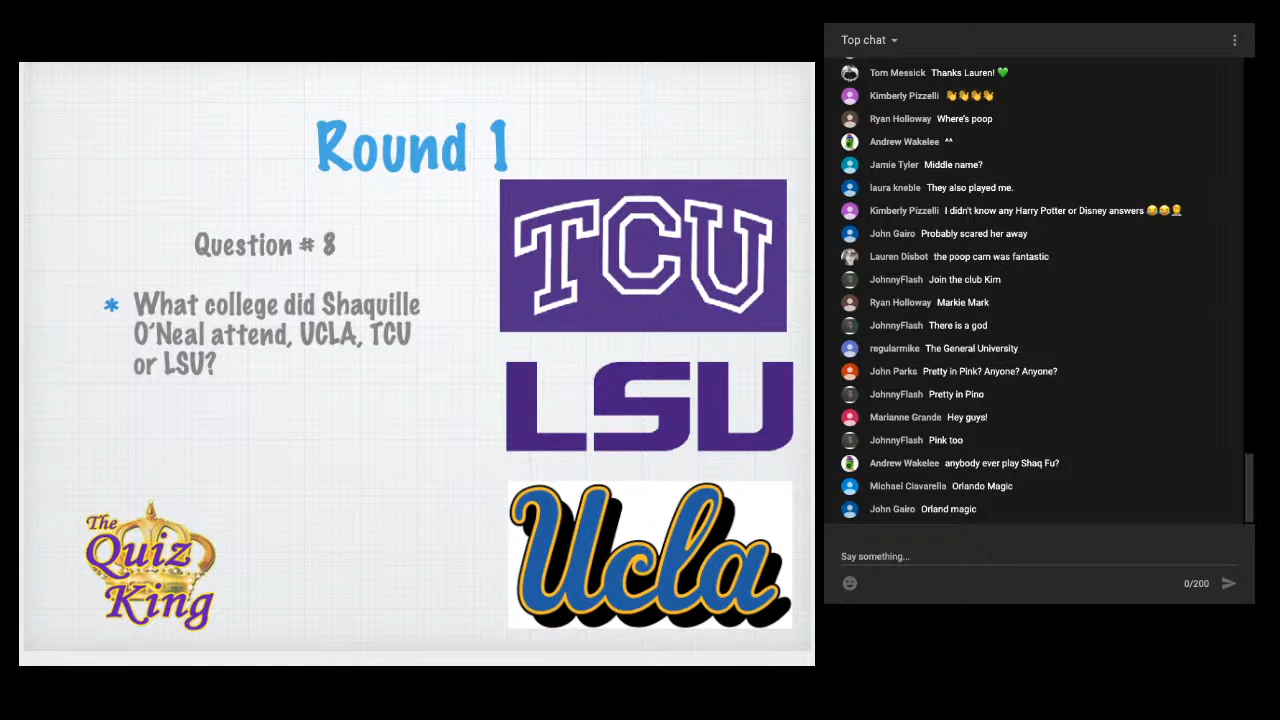 Round 1
Question # 8
* What college did Shaquille
O'Neal attend, UCLA, TCU
or LSU?
TCU
LSU
Ucla
The
Quiz
King
Top chat
Tom Messick Thanks Lauren! 💚
Kimberly Pizzelli 👏👏👏👏
Ryan Holloway Where's poop
Andrew Wakelee ^^
Jamie Tyler Middle name?
laura kneble They also played me.
Kimberly Pizzelli I didn't know any Harry Potter or Disney answers 😂😂🤦
John Gairo Probably scared her away
Lauren Disbot the poop cam was fantastic
JohnnyFlash Join the club Kim
Ryan Holloway Markie Mark
JohnnyFlash There is a god
regularmike The General University
John Parks Pretty in Pink? Anyone? Anyone?
JohnnyFlash Pretty in Pino
Marianne Grande Hey guys!
JohnnyFlash Pink too
Andrew Wakelee anybody ever play Shaq Fu?
Michael Ciavarella Orlando Magic
John Gairo Orland magic
Say something...
0/200